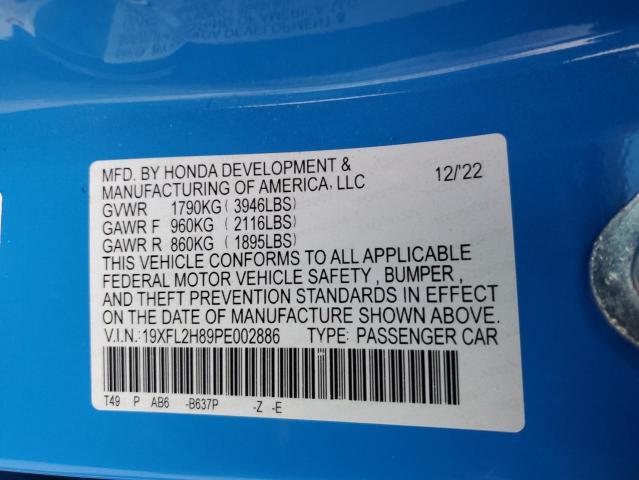 MFD. BY HONDA DEVELOPMENT &
MANUFACTURING OF AMERICA, LLC 12/'22
GVWR 1790KG (3946LBS)
GAWR F 960KG (2116LBS)
GAWR R 860KG (1895LBS)
THIS VEHICLE CONFORMS TO ALL APPLICABLE
FEDERAL MOTOR VEHICLE SAFETY , BUMPER ,
AND THEFT PREVENTION STANDARDS IN EFFECT
ON THE DATE OF MANUFACTURE SHOWN ABOVE.
V.I.N.:19XFL2H89PE002886 TYPE: PASSENGER CAR
T49 P AB6 -B637P -Z -E